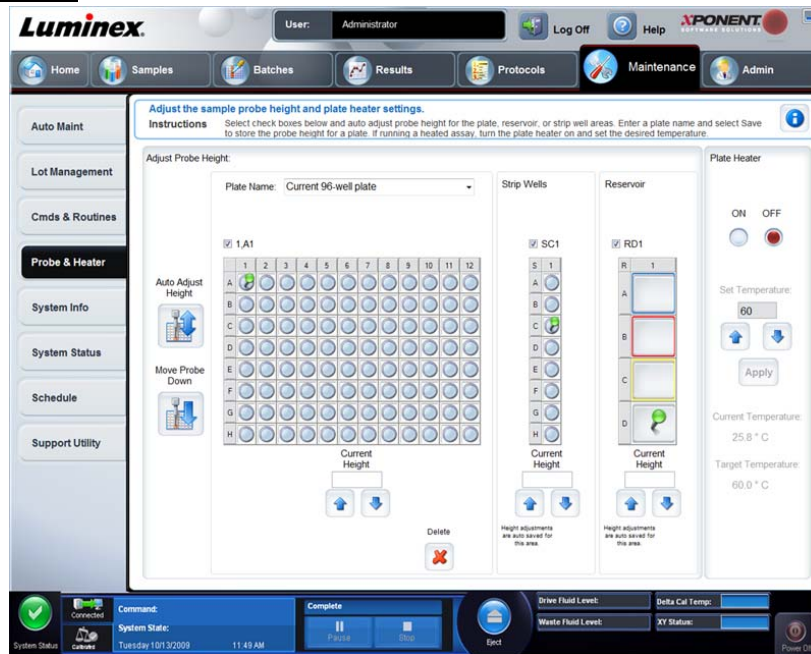 Luminex.
User: Administrator
Log Off
Help
XPONENT
SOFTWARE SOLUTIONS
Home
Samples
Batches
Results
Protocols
Maintenance
Admin
Auto Maint
Lot Management
Cmds & Routines
Probe & Heater
System Info
System Status
Schedule
Support Utility
Adjust the sample probe height and plate heater settings.
Instructions Select check boxes below and auto adjust probe height for the plate, reservoir, or strip well areas. Enter a plate name and select Save
to store the probe height for a plate. If running a heated assay, turn the plate heater on and set the desired temperature.
Adjust Probe Height:
Plate Name: Current 96-well plate
1,A1
1 2 3 4 5 6 7 8 9 10 11 12
A
B
C
D
E
F
G
H
Auto Adjust
Height
Move Probe
Down
Current
Height
Delete
Strip Wells
SC1
S 1
A
B
C
D
E
F
G
H
Current
Height
Height adjustments
are auto saved for
this area.
Reservoir
RD1
R 1
A
B
C
D
Current
Height
Height adjustments
are auto saved for
this area.
Plate Heater
ON OFF
Set Temperature:
60
Apply
Current Temperature:
25.8 ° C
Target Temperature:
60.0 ° C
System Status
Connected
Calibrated
Command:
System State:
Tuesday 10/13/2009 11:49 AM
Complete
Pause
Stop
Eject
Drive Fluid Level:
Waste Fluid Level:
Delta Cal Temp:
XY Status:
Power Off